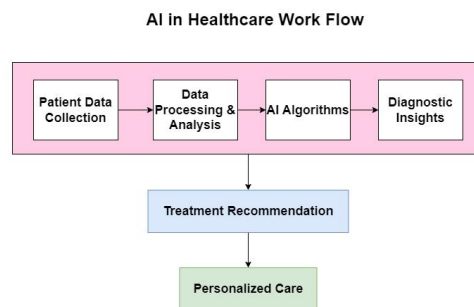 AI in Healthcare Work Flow
Patient Data
Collection
Data
Processing &
Analysis
AI Algorithms
Diagnostic
Insights
Treatment Recommendation
Personalized Care